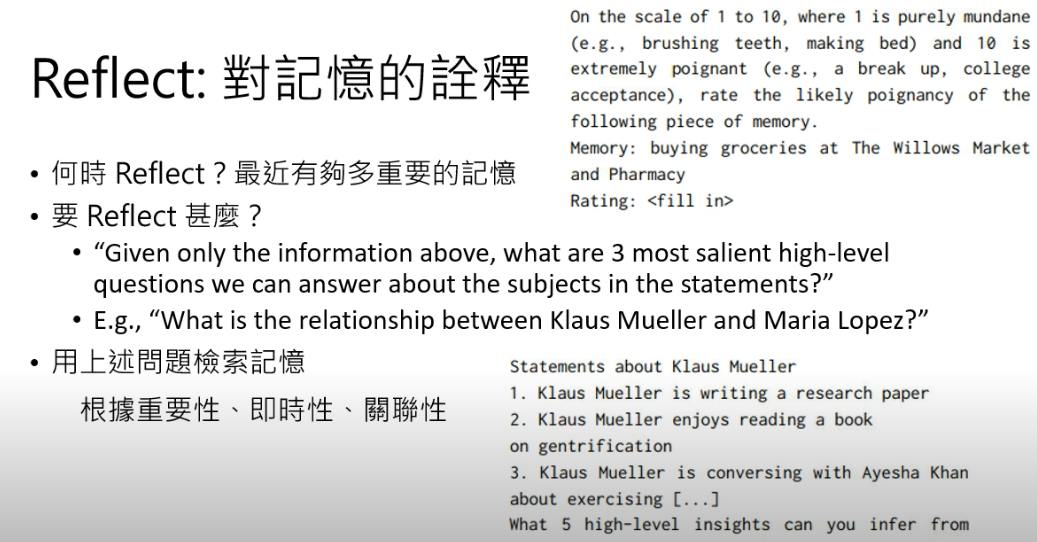 Reflect: 對記憶的詮釋
• 何時 Reflect？最近有夠多重要的記憶
• 要 Reflect 甚麼？
• “Given only the information above, what are 3 most salient high-level
questions we can answer about the subjects in the statements?”
• E.g., “What is the relationship between Klaus Mueller and Maria Lopez?”
• 用上述問題檢索記憶
根據重要性、即時性、關聯性
On the scale of 1 to 10, where 1 is purely mundane
(e.g., brushing teeth, making bed) and 10 is
extremely poignant (e.g., a break up, college
acceptance), rate the likely poignancy of the
following piece of memory.
Memory: buying groceries at The Willows Market
and Pharmacy
Rating: <fill in>
Statements about Klaus Mueller
1. Klaus Mueller is writing a research paper
2. Klaus Mueller enjoys reading a book
on gentrification
3. Klaus Mueller is conversing with Ayesha Khan
about exercising [...]
What 5 high-level insights can you infer from